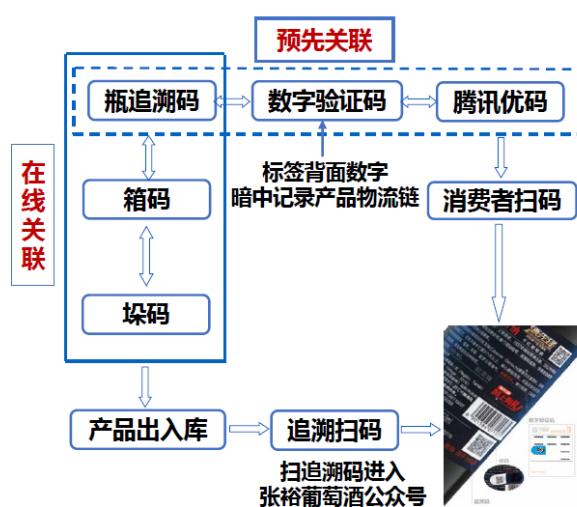 预先关联
瓶追溯码
数字验证码
腾讯优码
标签背面数字
暗中记录产品物流链
在线关联
箱码
消费者扫码
垛码
产品出入库
追溯扫码
扫追溯码进入
张裕葡萄酒公众号